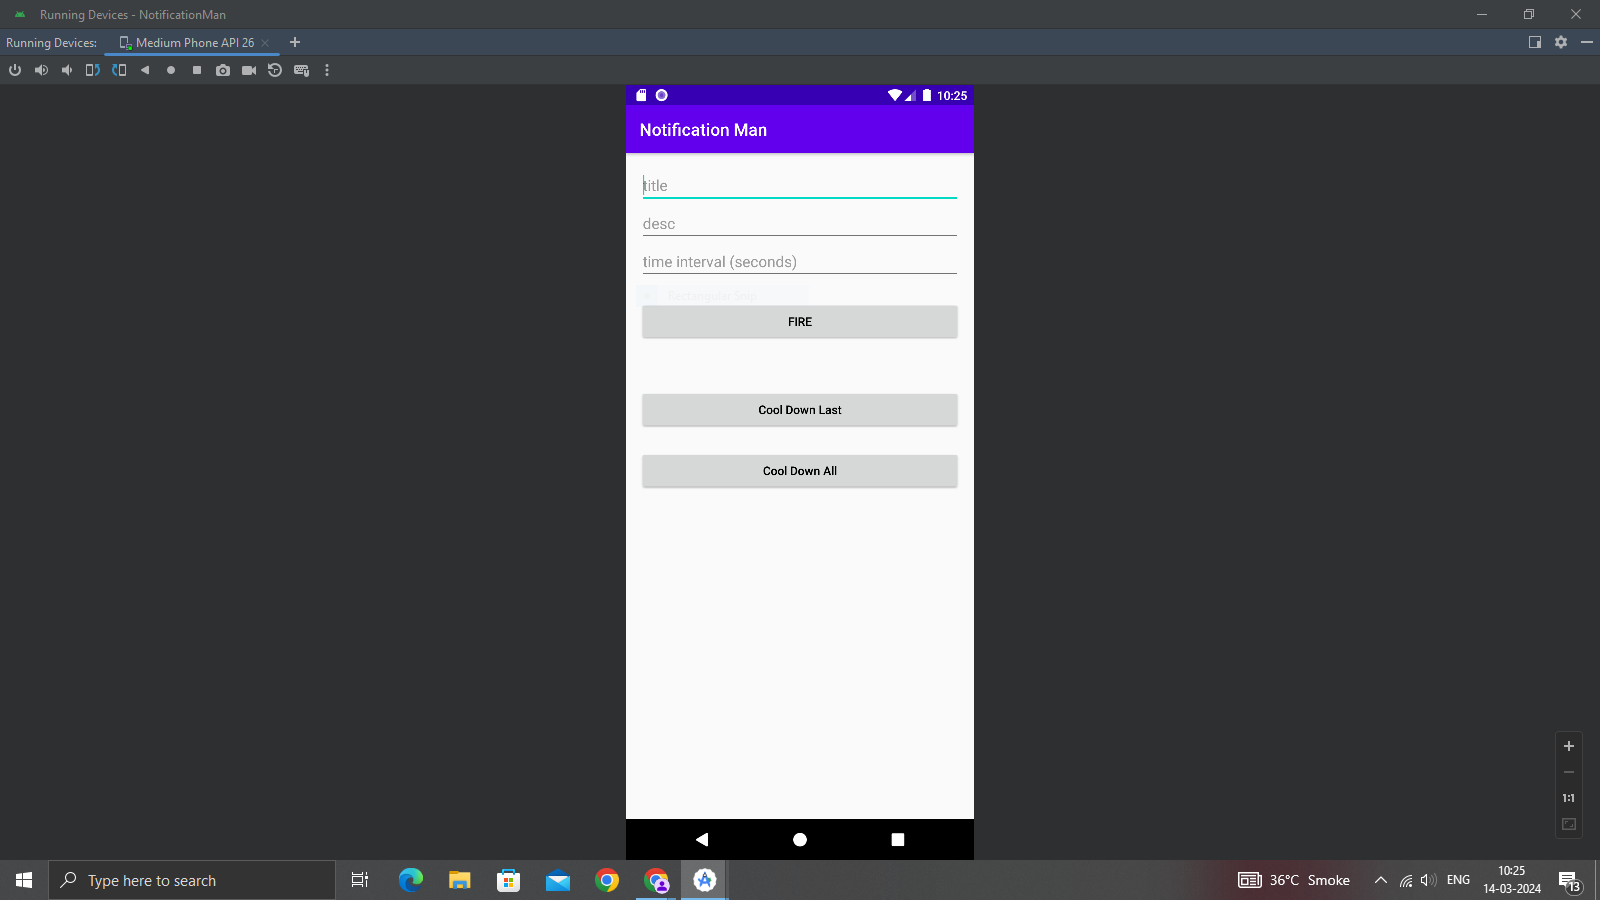 Running Devices - NotificationMan
Running Devices:
Medium Phone API 26
10:25
Notification Man
title
desc
time interval (seconds)
Rectangular Snip
FIRE
Cool Down Last
Cool Down All
1:1
Type here to search
36°C Smoke
ENG
10:25
14-03-2024
13